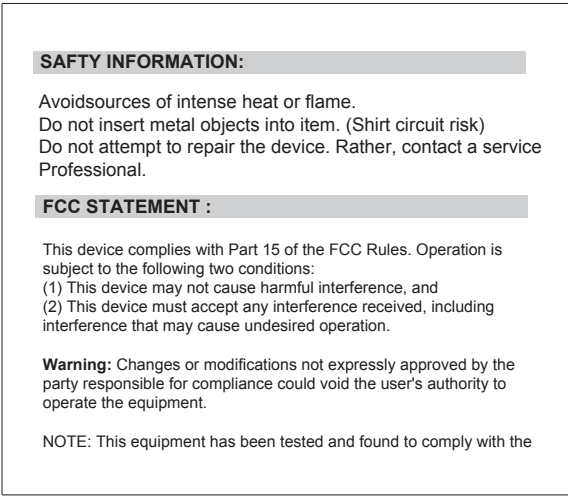 SAFTY INFORMATION:
Avoidsources of intense heat or flame.
Do not insert metal objects into item. (Shirt circuit risk)
Do not attempt to repair the device. Rather, contact a service
Professional.
FCC STATEMENT :
This device complies with Part 15 of the FCC Rules. Operation is
subject to the following two conditions:
(1) This device may not cause harmful interference, and
(2) This device must accept any interference received, including
interference that may cause undesired operation.
Warning: Changes or modifications not expressly approved by the
party responsible for compliance could void the user's authority to
operate the equipment.
NOTE: This equipment has been tested and found to comply with the